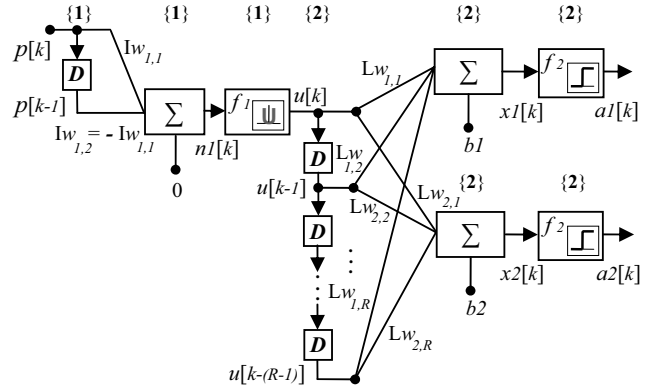 {1} {1} {1} {2} {2} {2}
p[k] Iw1,1
D
p[k-1]
Iw1,2 = - Iw1,1
Σ
0
n1[k]
f1
u[k]
D
u[k-1]
D
D
u[k-(R-1)]
Lw1,1
Lw1,2
Lw2,1
Lw2,2
Lw1,R
Lw2,R
Σ
b1
x1[k]
f2
a1[k]
{2} {2}
Σ
b2
x2[k]
f2
a2[k]